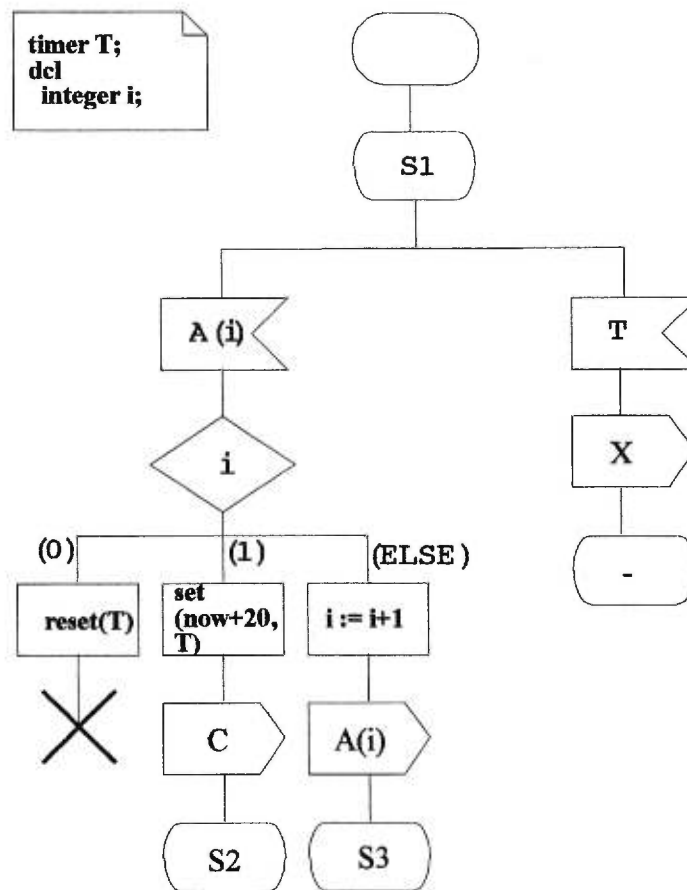 timer T;
dcl
integer i;
S1
A(i)
T
i
X
(0)
(1)
(ELSE)
-
reset(T)
set
(now+20,
T)
i := i+1
C
A(i)
S2
S3